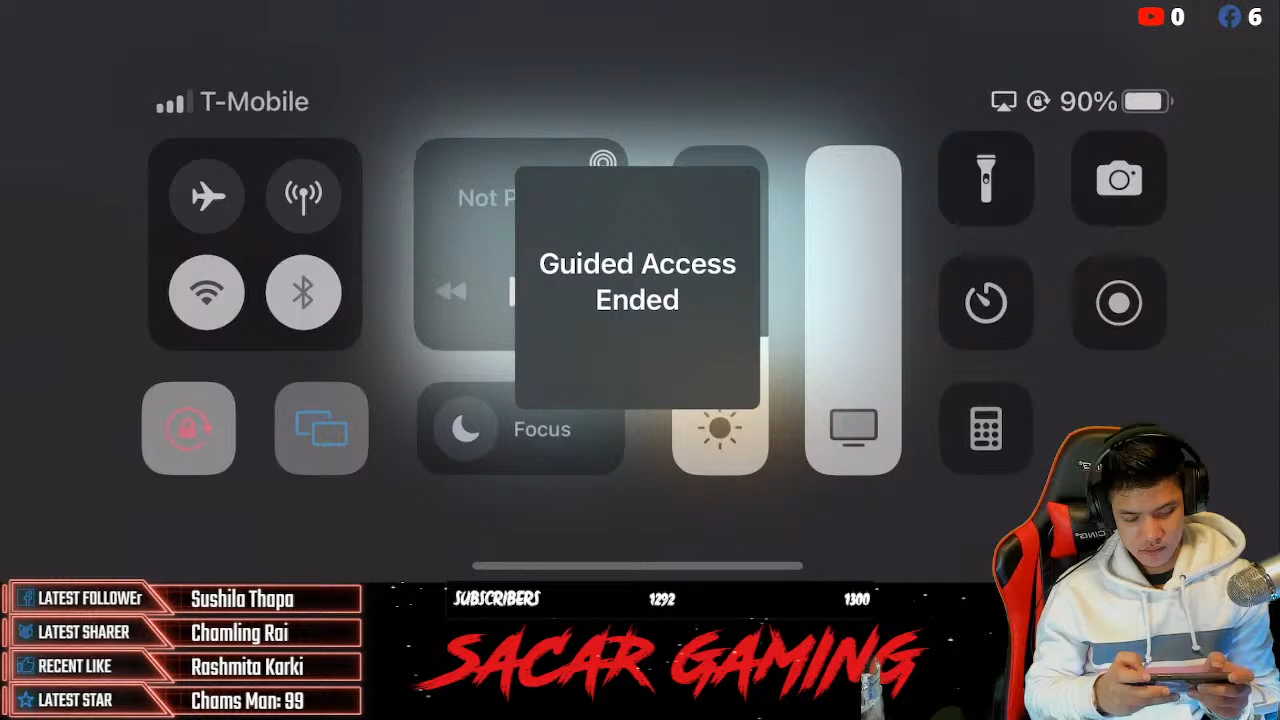 0 6
T-Mobile 90%
Not P
Guided Access
Ended
Focus
LATEST FOLLOWEr Sushila Thapa
LATEST SHARER Chamling Rai
RECENT LIKE Rashmita Karki
LATEST STAR Chams Man: 99
SUBSCRIBERS 1292 1300
SACAR GAMING